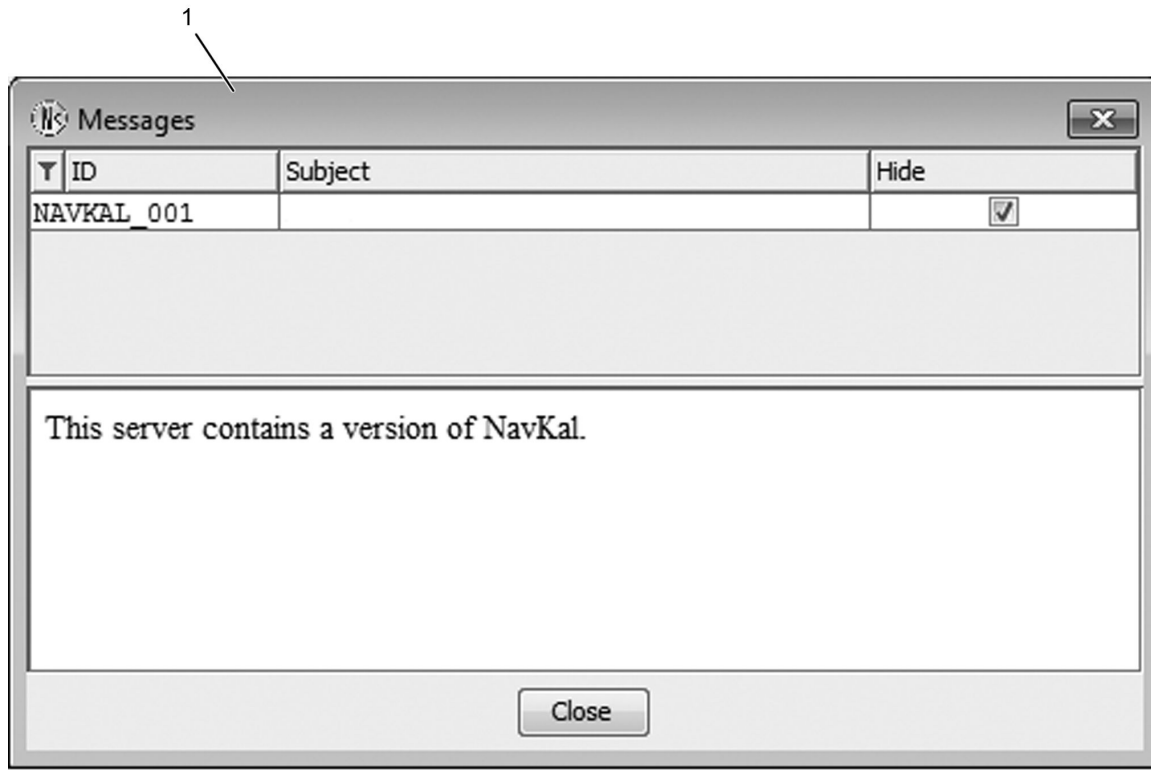 1
Messages
ID Subject Hide
NAVKAL_001
This server contains a version of NavKal.
Close